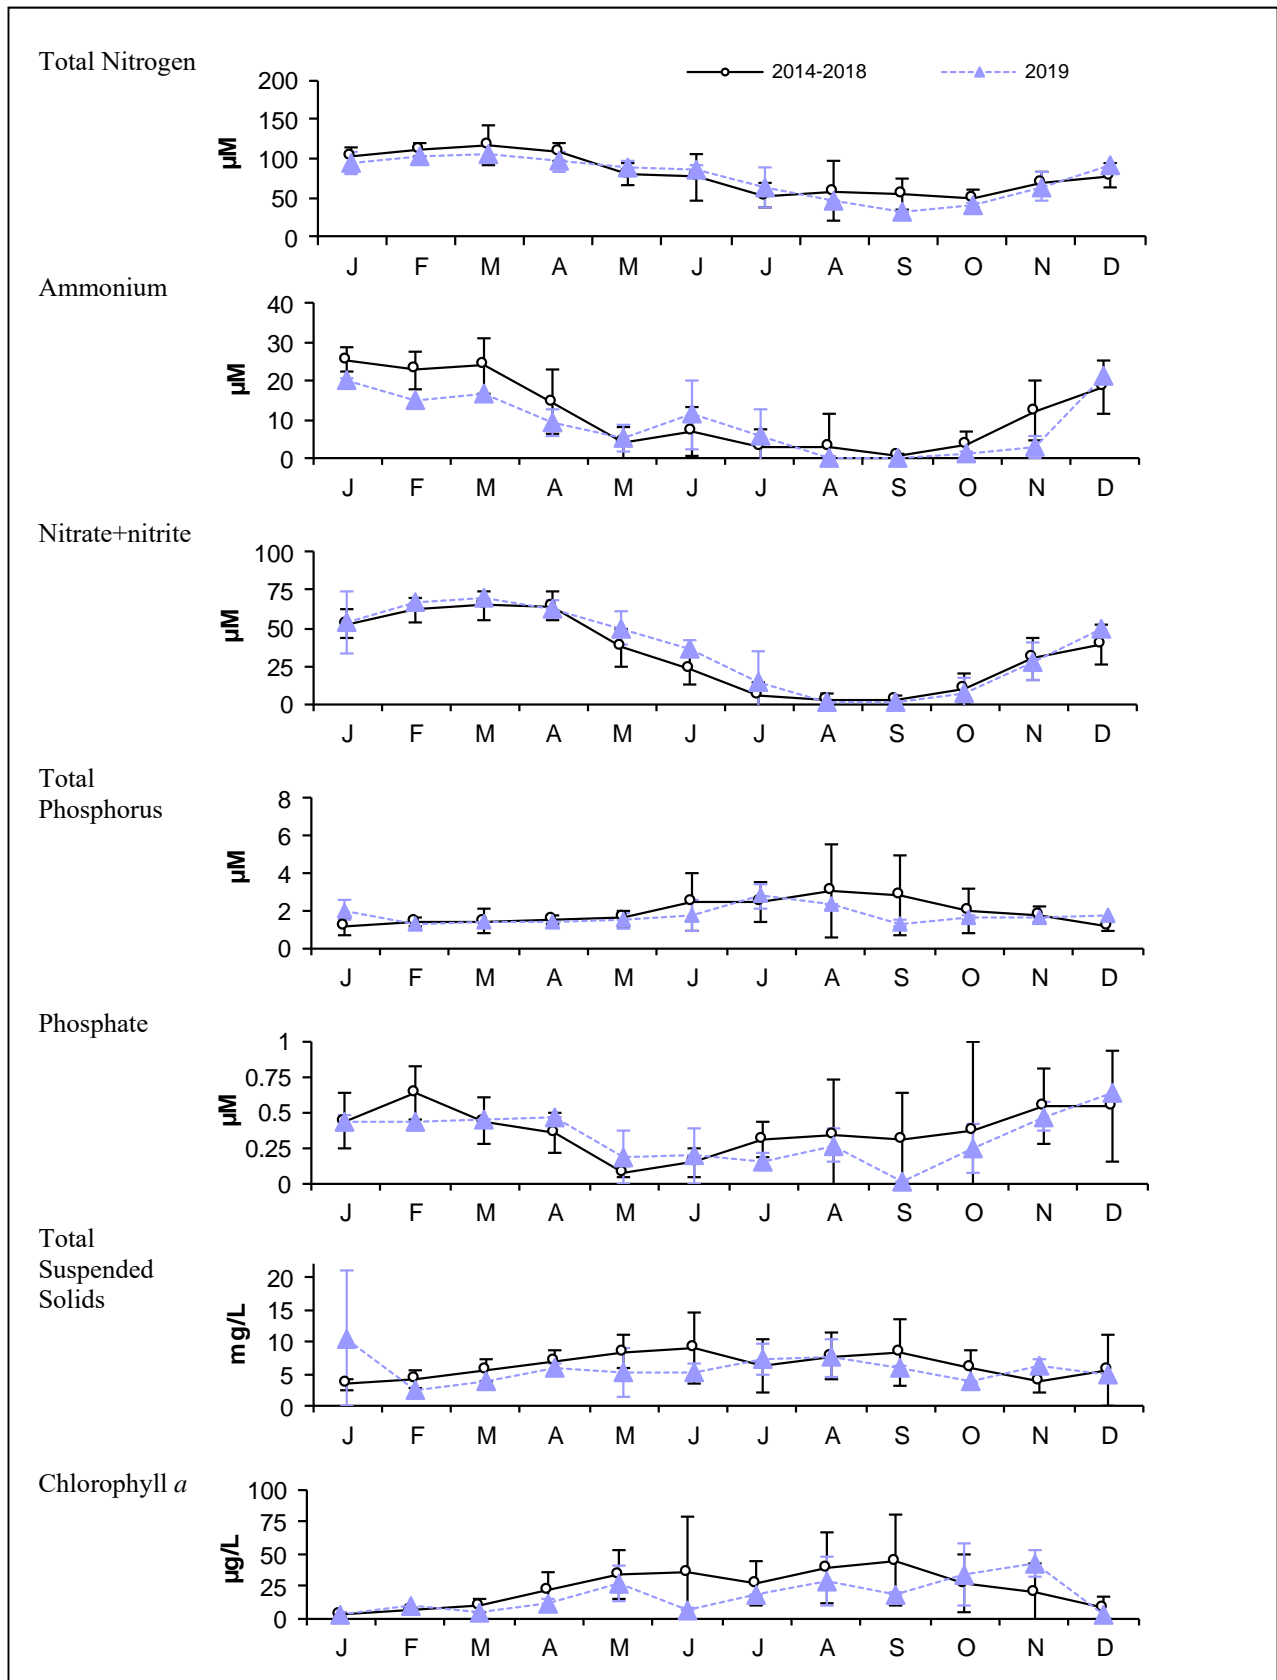 Total Nitrogen
2014-2018
2019
200
150
100
50
0
µM
J F M A M J J A S O N D
Ammonium
40
30
20
10
0
µM
J F M A M J J A S O N D
Nitrate+nitrite
100
75
50
25
0
µM
J F M A M J J A S O N D
Total
Phosphorus
8
6
4
2
0
µM
J F M A M J J A S O N D
Phosphate
1
0.75
0.5
0.25
0
µM
J F M A M J J A S O N D
Total
Suspended
Solids
20
15
10
5
0
mg/L
J F M A M J J A S O N D
Chlorophyll a
100
75
50
25
0
µg/L
J F M A M J J A S O N D